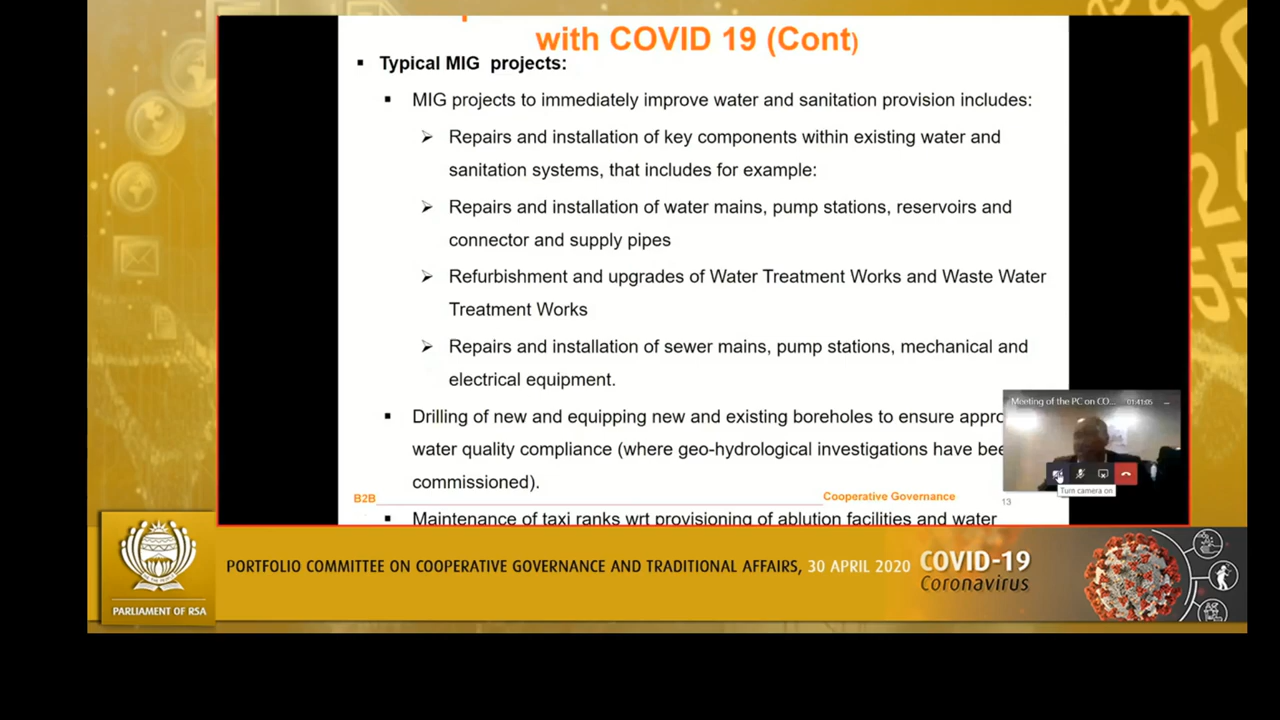 with COVID 19 (Cont)
Typical MIG projects:
MIG projects to immediately improve water and sanitation provision includes:
Repairs and installation of key components within existing water and
sanitation systems, that includes for example:
Repairs and installation of water mains, pump stations, reservoirs and
connector and supply pipes
Refurbishment and upgrades of Water Treatment Works and Waste Water
Treatment Works
Repairs and installation of sewer mains, pump stations, mechanical and
electrical equipment.
Drilling of new and equipping new and existing boreholes to ensure appro
water quality compliance (where geo-hydrological investigations have bee
commissioned).
Maintenance of taxi ranks wrt provisioning of ablution facilities and water
B2B
Cooperative Governance
13
Meeting of the PC on CO... 01:41:05
Turn camera on
PARLIAMENT OF RSA
PORTFOLIO COMMITTEE ON COOPERATIVE GOVERNANCE AND TRADITIONAL AFFAIRS, 30 APRIL 2020
COVID-19
Coronavirus